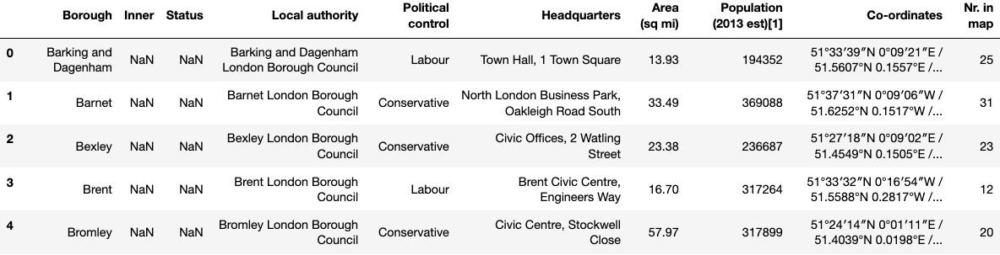 Borough Inner Status Local authority Political control Headquarters Area (sq mi) Population (2013 est)[1] Co-ordinates Nr. in map
0 Barking and Dagenham NaN NaN Barking and Dagenham London Borough Council Labour Town Hall, 1 Town Square 13.93 194352 51°33′39″N 0°09′21″E / 51.5607°N 0.1557°E /... 25
1 Barnet NaN NaN Barnet London Borough Council Conservative North London Business Park, Oakleigh Road South 33.49 369088 51°37′31″N 0°09′06″W / 51.6252°N 0.1517°W /... 31
2 Bexley NaN NaN Bexley London Borough Council Conservative Civic Offices, 2 Watling Street 23.38 236687 51°27′18″N 0°09′02″E / 51.4549°N 0.1505°E /... 23
3 Brent NaN NaN Brent London Borough Council Labour Brent Civic Centre, Engineers Way 16.70 317264 51°33′32″N 0°16′54″W / 51.5588°N 0.2817°W /... 12
4 Bromley NaN NaN Bromley London Borough Council Conservative Civic Centre, Stockwell Close 57.97 317899 51°24′14″N 0°01′11″E / 51.4039°N 0.0198°E /... 20